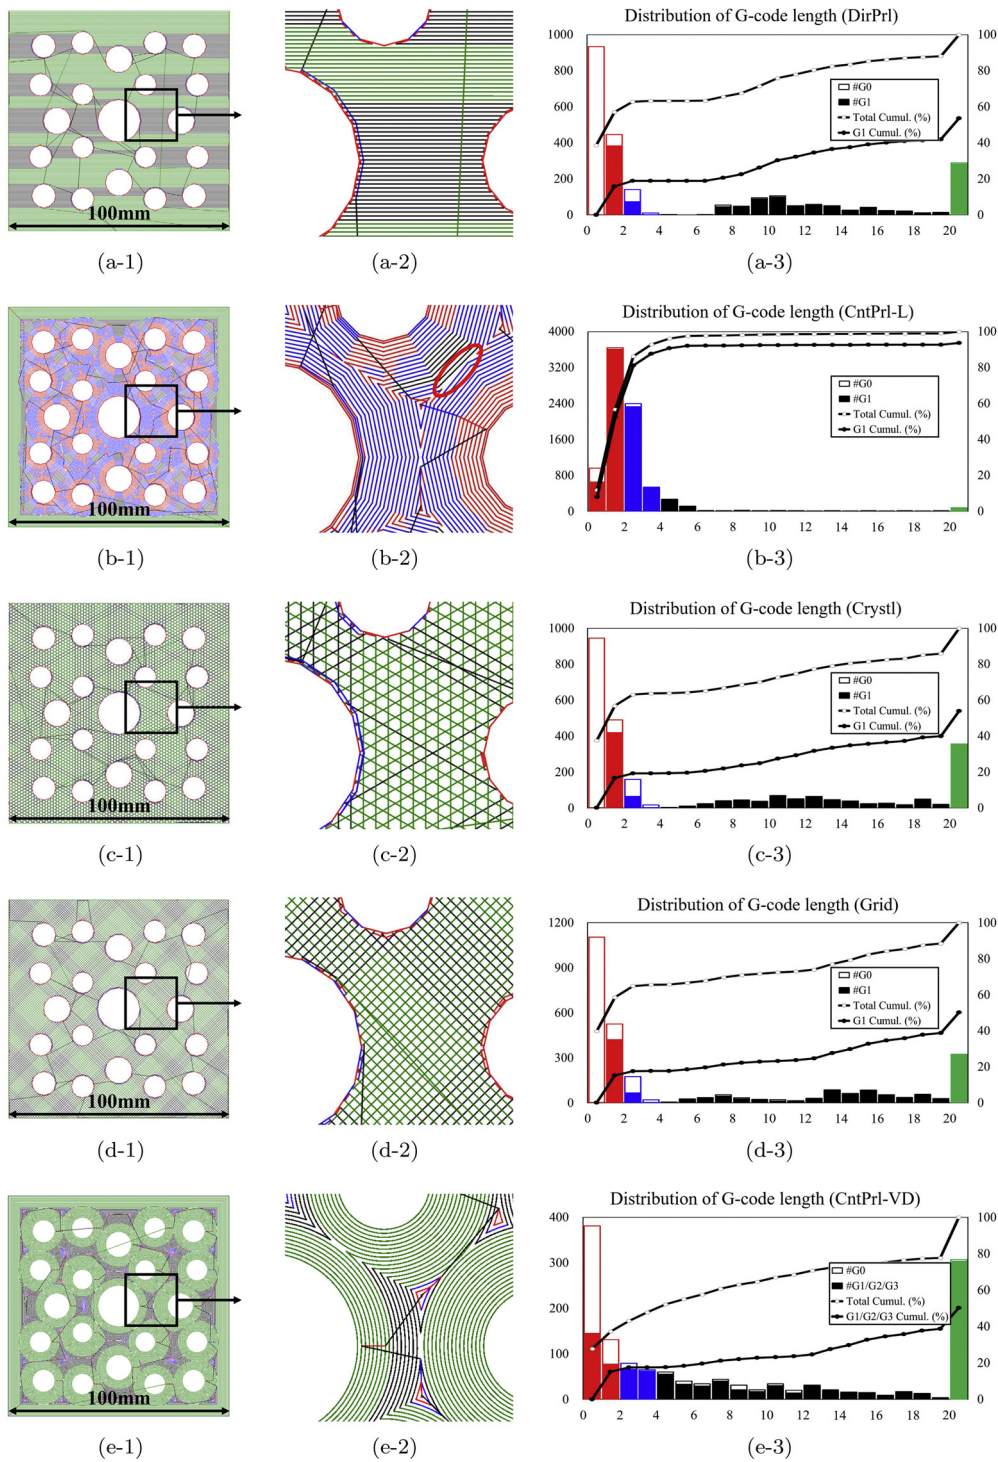 Distribution of G-code length (DirPrl)
1000
800
600
400
200
0
100
80
60
40
20
0
#G0
#G1
Total Cumul. (%)
G1 Cumul. (%)
0 2 4 6 8 10 12 14 16 18 20
100mm
(a-1)
(a-2)
(a-3)
Distribution of G-code length (CntPrl-L)
4000
3200
2400
1600
800
0
100
80
60
40
20
0
#G0
#G1
Total Cumul. (%)
G1 Cumul. (%)
0 2 4 6 8 10 12 14 16 18 20
100mm
(b-1)
(b-2)
(b-3)
Distribution of G-code length (Crystl)
1000
800
600
400
200
0
100
80
60
40
20
0
#G0
#G1
Total Cumul. (%)
G1 Cumul. (%)
0 2 4 6 8 10 12 14 16 18 20
100mm
(c-1)
(c-2)
(c-3)
Distribution of G-code length (Grid)
1200
900
600
300
0
100
80
60
40
20
0
#G0
#G1
Total Cumul. (%)
G1 Cumul. (%)
0 2 4 6 8 10 12 14 16 18 20
100mm
(d-1)
(d-2)
(d-3)
Distribution of G-code length (CntPrl-VD)
400
300
200
100
0
100
80
60
40
20
0
#G0
#G1/G2/G3
Total Cumul. (%)
G1/G2/G3 Cumul. (%)
0 2 4 6 8 10 12 14 16 18 20
100mm
(e-1)
(e-2)
(e-3)